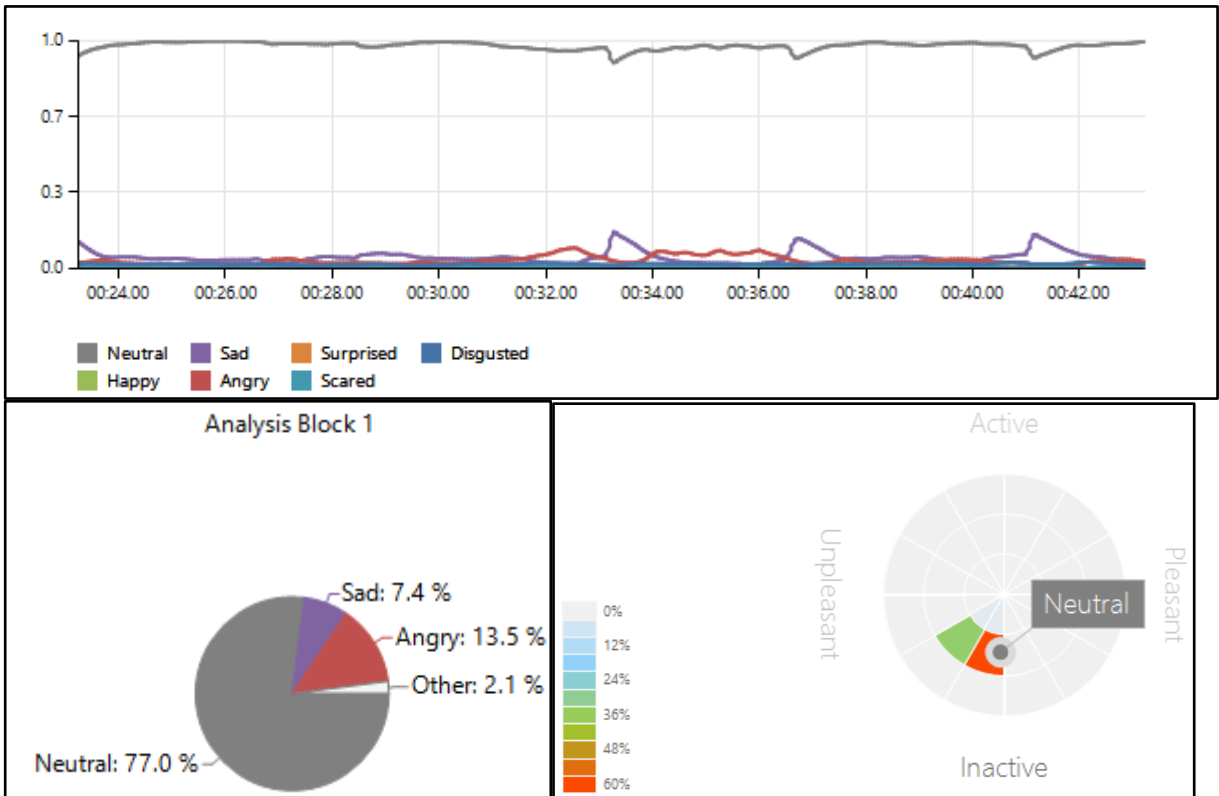 1.0
0.7
0.3
0.0
00:24.00 00:26.00 00:28.00 00:30.00 00:32.00 00:34.00 00:36.00 00:38.00 00:40.00 00:42.00
Neutral Sad Surprised Disgusted
Happy Angry Scared
Analysis Block 1
Sad: 7.4 %
Angry: 13.5 %
Other: 2.1 %
Neutral: 77.0 %
Active
Unpleasant
Pleasant
Neutral
Inactive
0%
12%
24%
36%
48%
60%